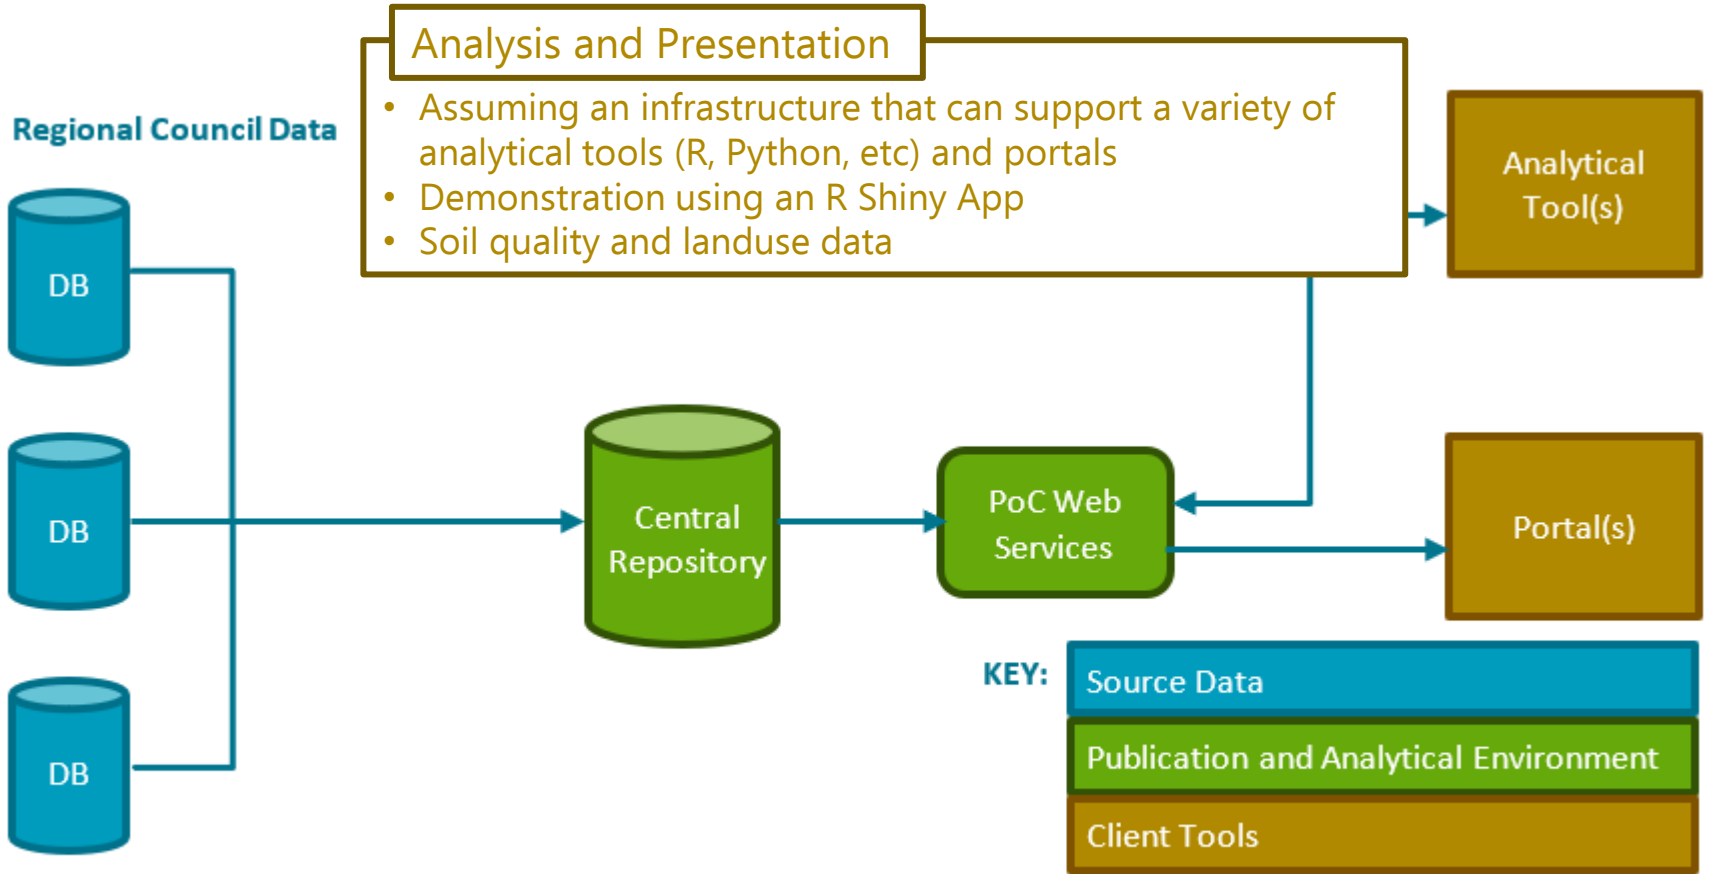 Analysis and Presentation
• Assuming an infrastructure that can support a variety of
analytical tools (R, Python, etc) and portals
• Demonstration using an R Shiny App
• Soil quality and landuse data
Regional Council Data
DB
DB
DB
Central
Repository
PoC Web
Services
Analytical
Tool(s)
Portal(s)
KEY:
Source Data
Publication and Analytical Environment
Client Tools